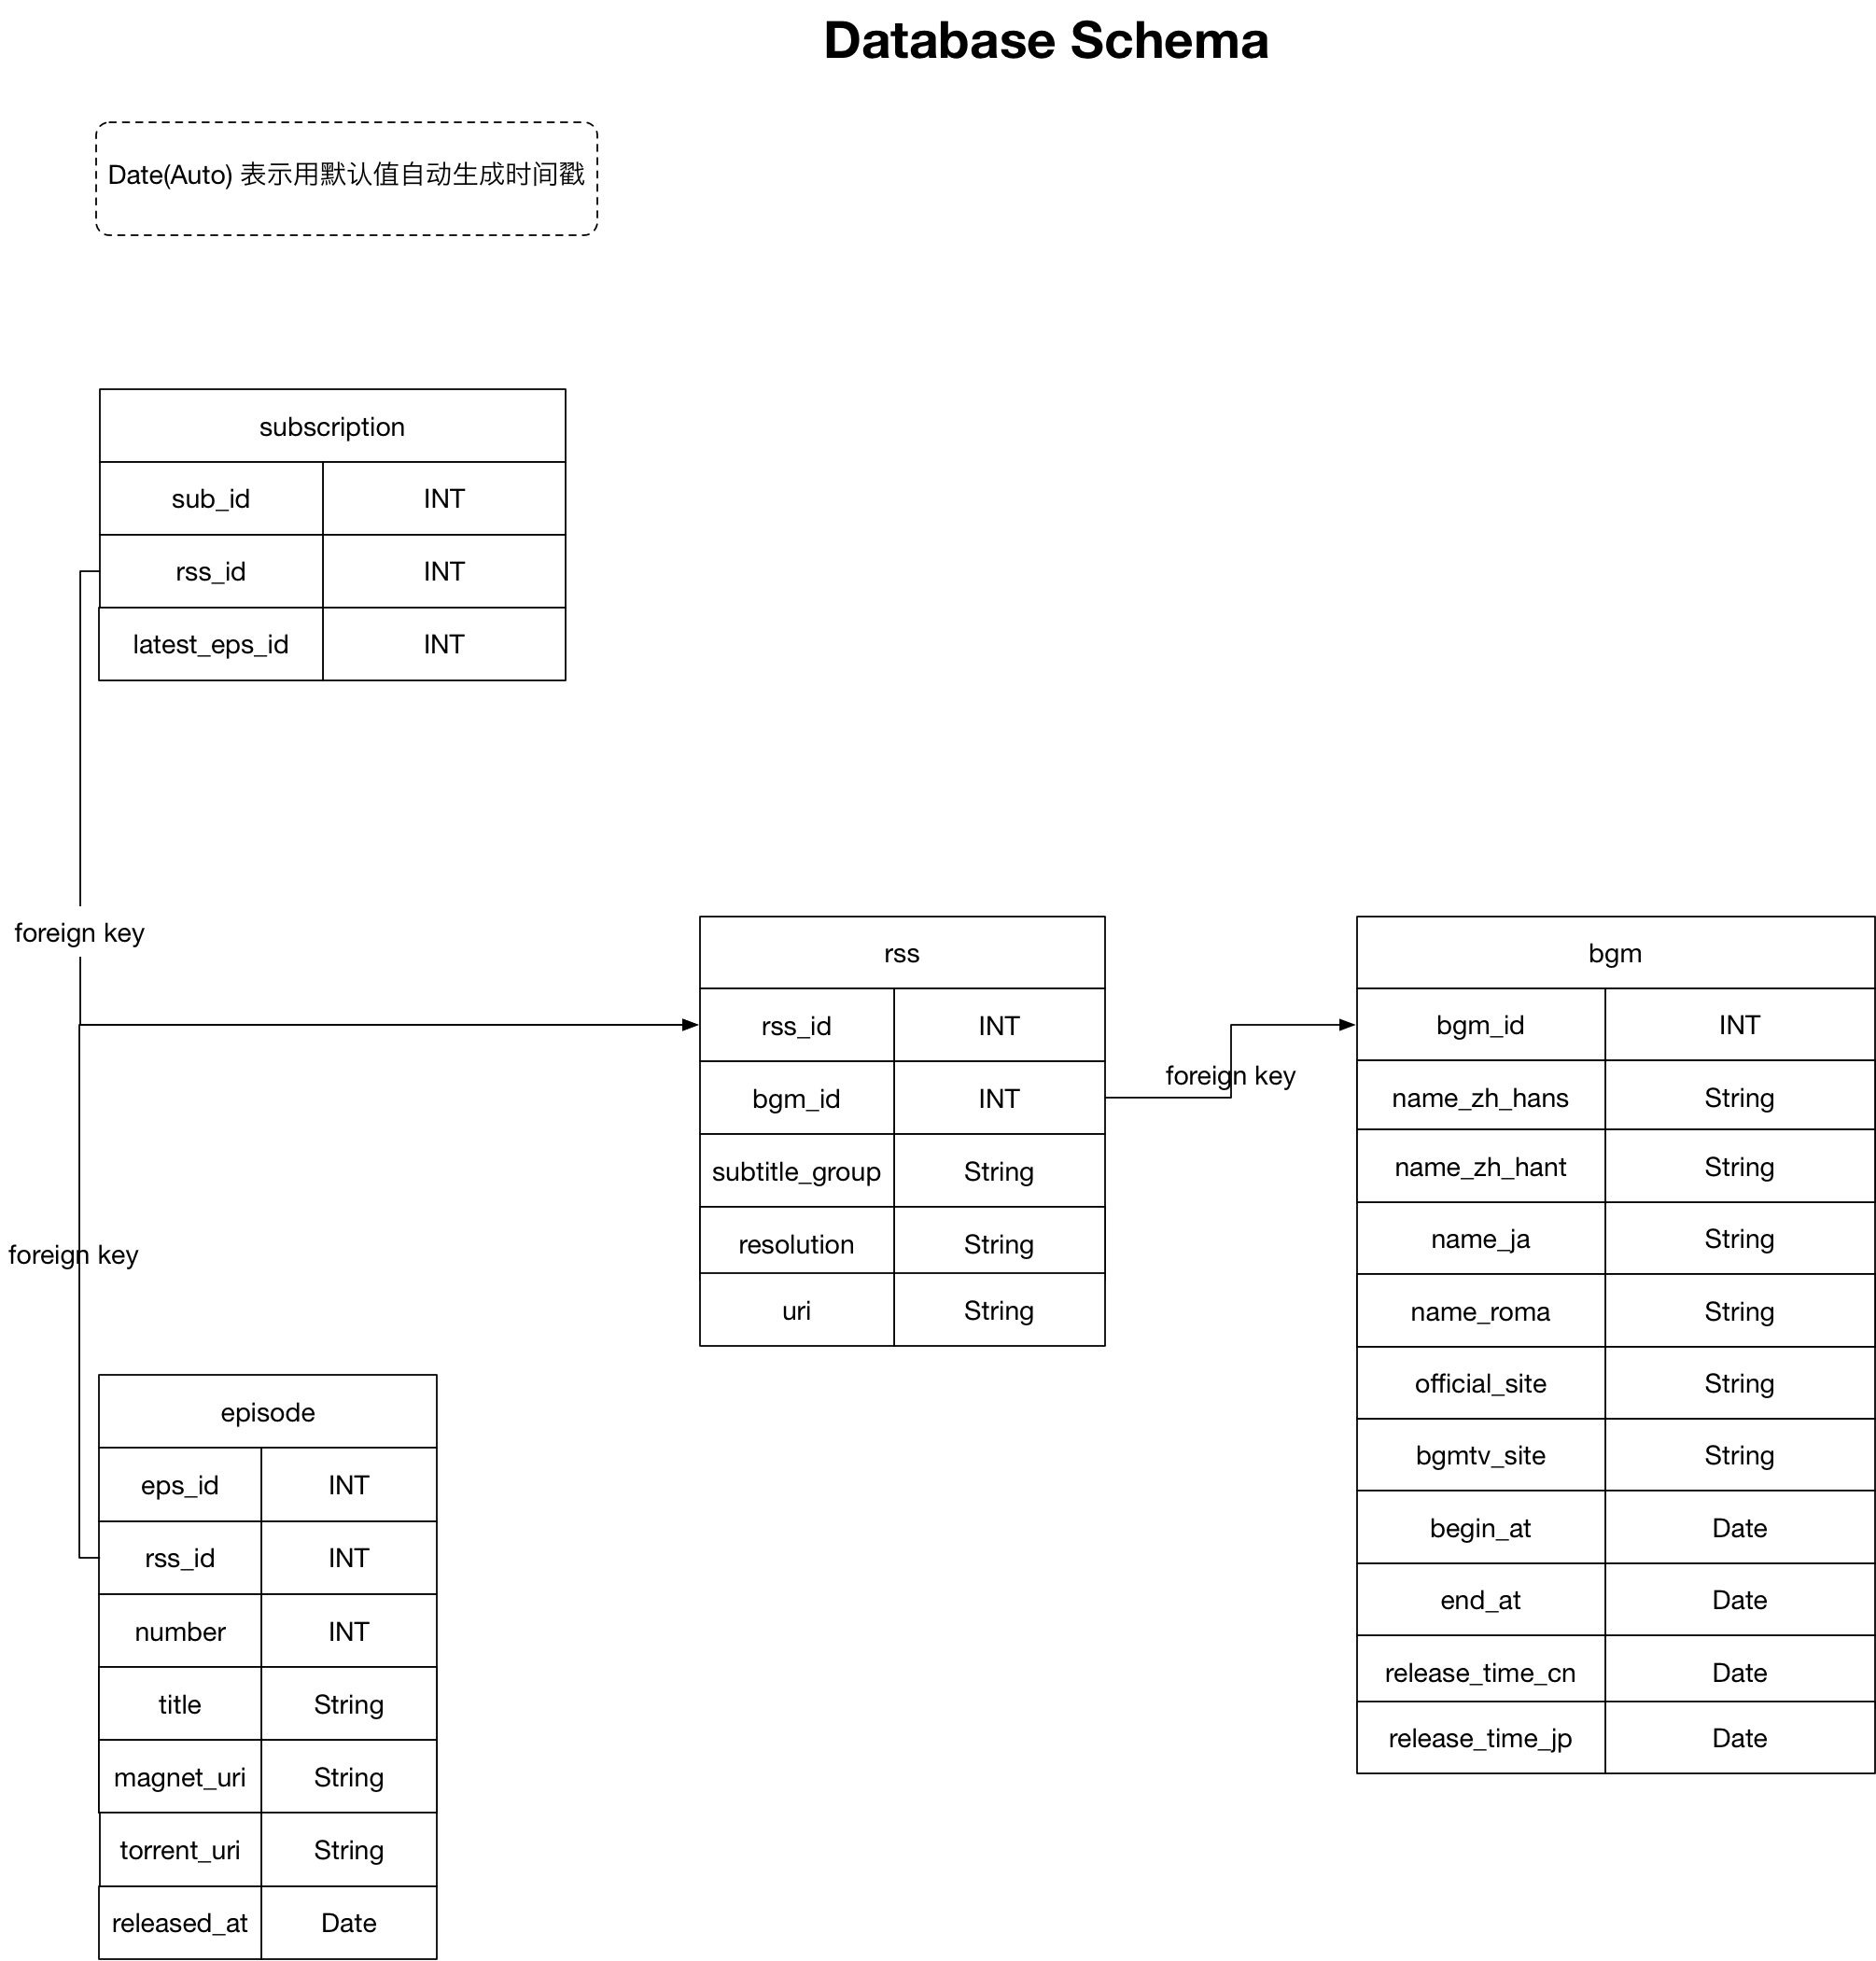 Database Schema
Date(Auto) 表示用默认值自动生成时间戳
subscription
sub_id INT
rss_id INT
latest_eps_id INT
foreign key
rss
rss_id INT
bgm_id INT
subtitle_group String
resolution String
uri String
foreign key
bgm
bgm_id INT
name_zh_hans String
name_zh_hant String
name_ja String
name_roma String
official_site String
bgmtv_site String
begin_at Date
end_at Date
release_time_cn Date
release_time_jp Date
foreign key
episode
eps_id INT
rss_id INT
number INT
title String
magnet_uri String
torrent_uri String
released_at Date